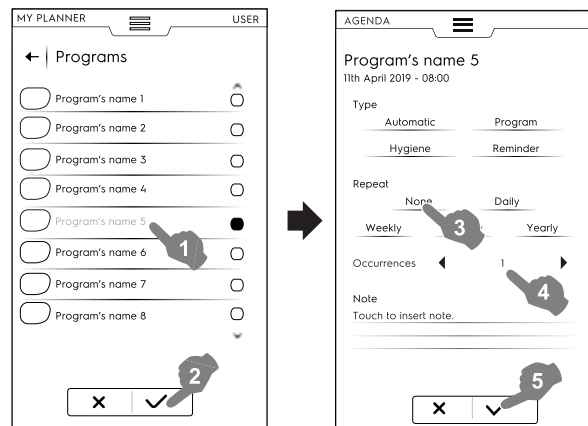 MY PLANNER USER
Programs
Program's name 1
Program's name 2
Program's name 3
Program's name 4
Program's name 5
Program's name 6
Program's name 7
Program's name 8
1
2
AGENDA
Program's name 5
11th April 2019 - 08:00
Type
Automatic Program
Hygiene Reminder
Repeat
None Daily
Weekly Yearly
3
Occurrences 1
4
Note
Touch to insert note.
5